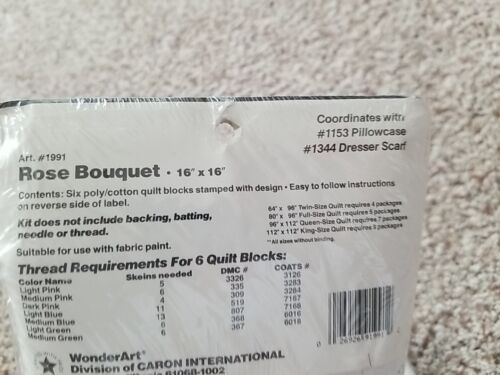 Coordinates with
#1153 Pillowcase
#1344 Dresser Scarf
Art. #1991
Rose Bouquet • 16" x 16"
Contents: Six poly/cotton quilt blocks stamped with design • Easy to follow instructions
on reverse side of label.
Kit does not include backing, batting,
needle or thread.
Suitable for use with fabric paint.
64" x 96" Twin-Size Quilt requires 4 packages
80" x 96" Full-Size Quilt requires 5 packages
96" x 112" Queen-Size Quilt requires 7 packages
112" x 112" King-Size Quilt requires 8 packages
**All sizes without binding.
Thread Requirements For 6 Quilt Blocks:
Color Name Skeins needed DMC # COATS #
Light Pink 5 3326 3126
Medium Pink 6 335 3283
Dark Pink 4 309 3284
Light Blue 11 519 7167
Medium Blue 13 807 7168
Light Green 6 368 6016
Medium Green 6 367 6018
WonderArt®
Division of CARON INTERNATIONAL
61068-1002